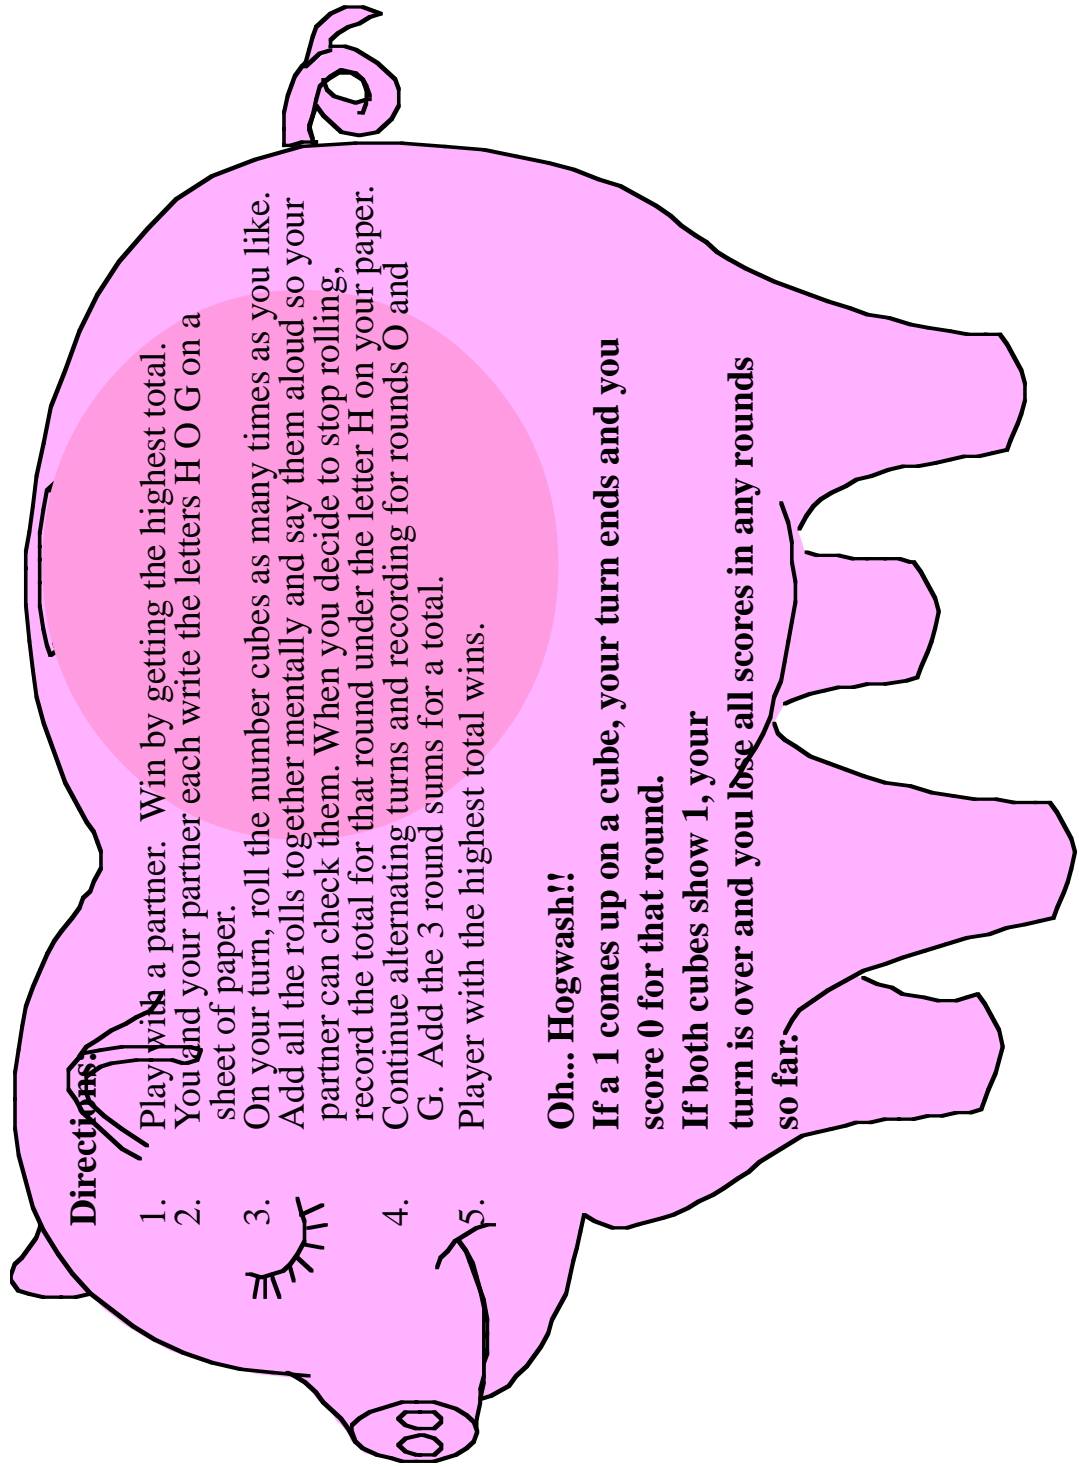 Directions:
1. Play with a partner. Win by getting the highest total.
2. You and your partner each write the letters H O G on a
sheet of paper.
3. On your turn, roll the number cubes as many times as you like.
Add all the rolls together mentally and say them aloud so your
partner can check them. When you decide to stop rolling,
record the total for that round under the letter H on your paper.
4. Continue alternating turns and recording for rounds O and
G. Add the 3 round sums for a total.
5. Player with the highest total wins.
Oh... Hogwash!!
If a 1 comes up on a cube, your turn ends and you
score 0 for that round.
If both cubes show 1, your
turn is over and you lose all scores in any rounds
so far.